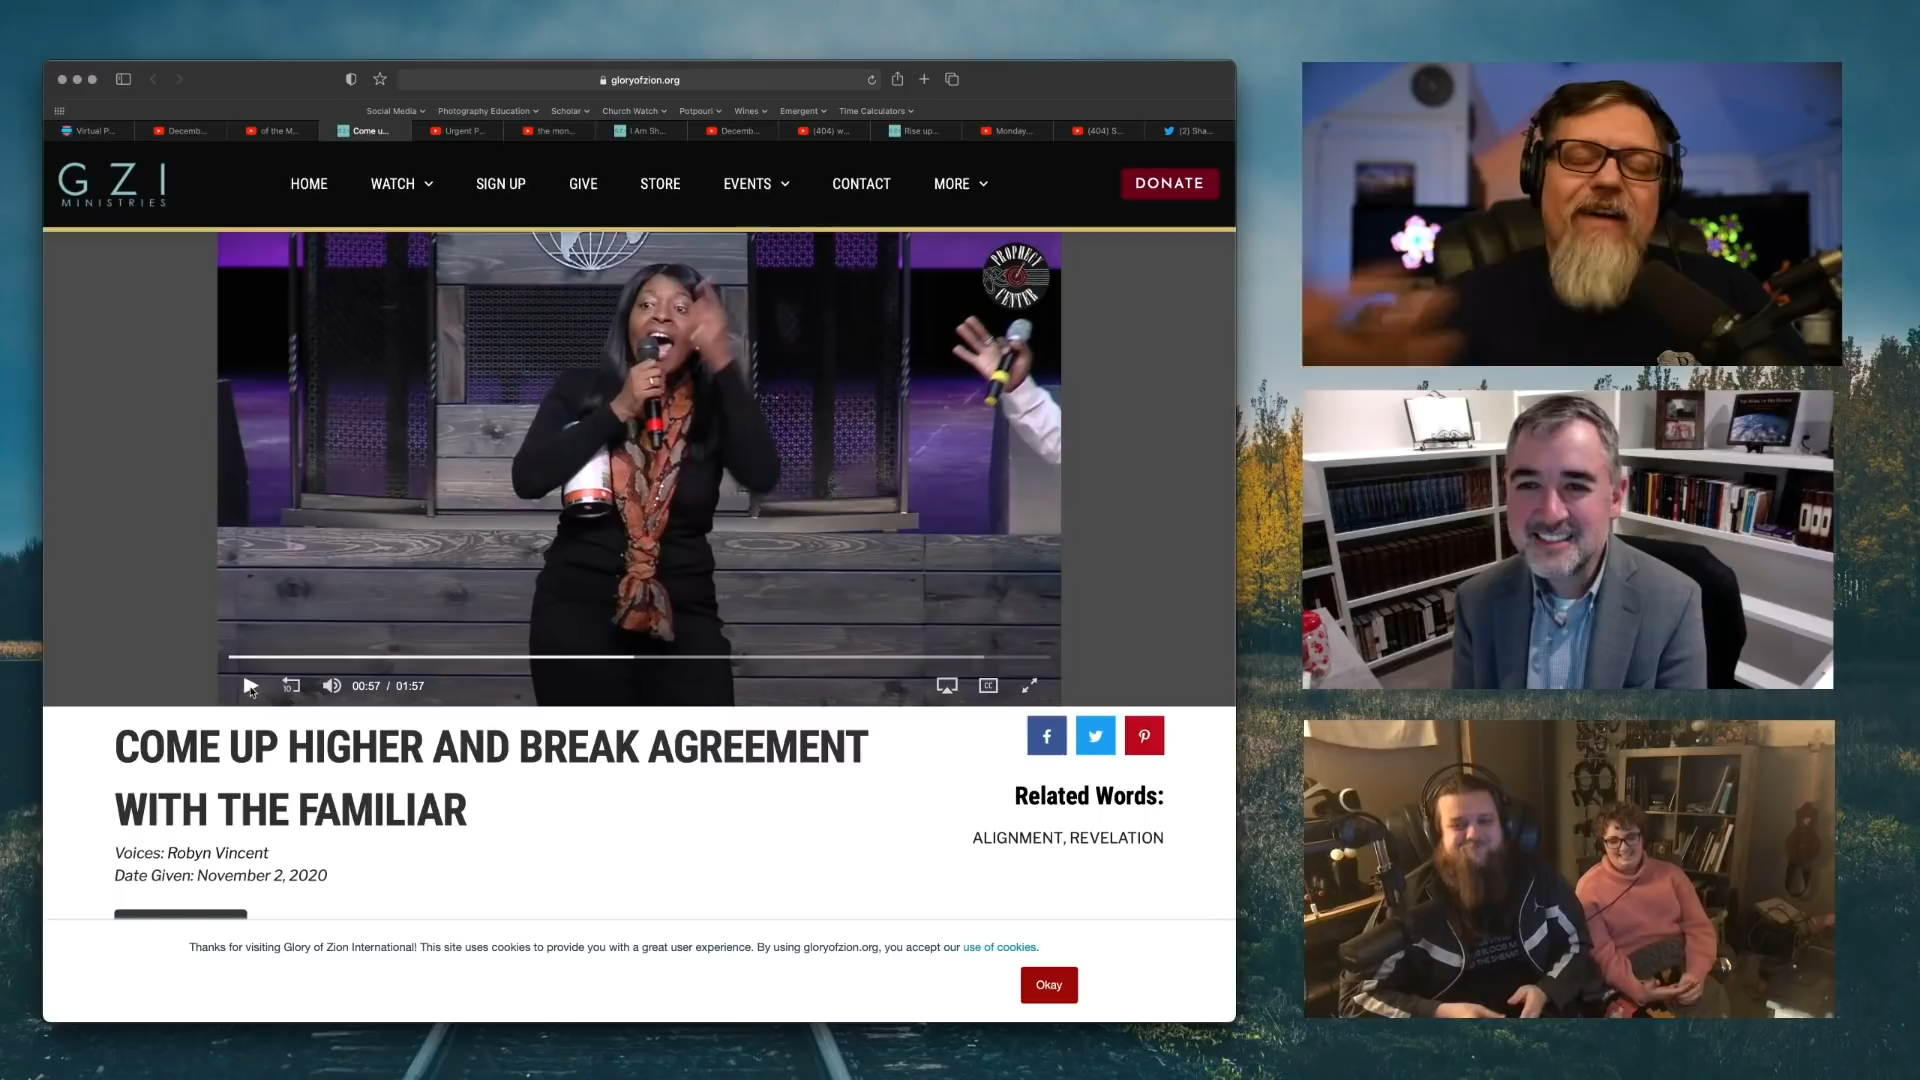 gloryofzion.org
Social Media Photography Education Scholar Church Watch Potpourri Wines Emergent Time Calculators
Virtual P... Decemb... of the M... Come u... Urgent P... the mon... I Am Sh... Decemb... (404) w... Rise up... Monday... (404) S... (2) Sha...
GZI
MINISTRIES
HOME WATCH SIGN UP GIVE STORE EVENTS CONTACT MORE DONATE
PROPHECY
CENTER
10 00:57 / 01:57 CC
COME UP HIGHER AND BREAK AGREEMENT
WITH THE FAMILIAR
Voices: Robyn Vincent
Date Given: November 2, 2020
Related Words:
ALIGNMENT, REVELATION
Thanks for visiting Glory of Zion International! This site uses cookies to provide you with a great user experience. By using gloryofzion.org, you accept our use of cookies.
Okay